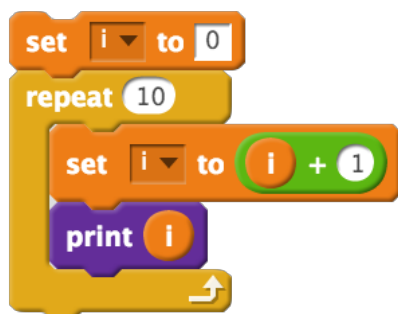 set i to 0
repeat 10
set i to i + 1
print i